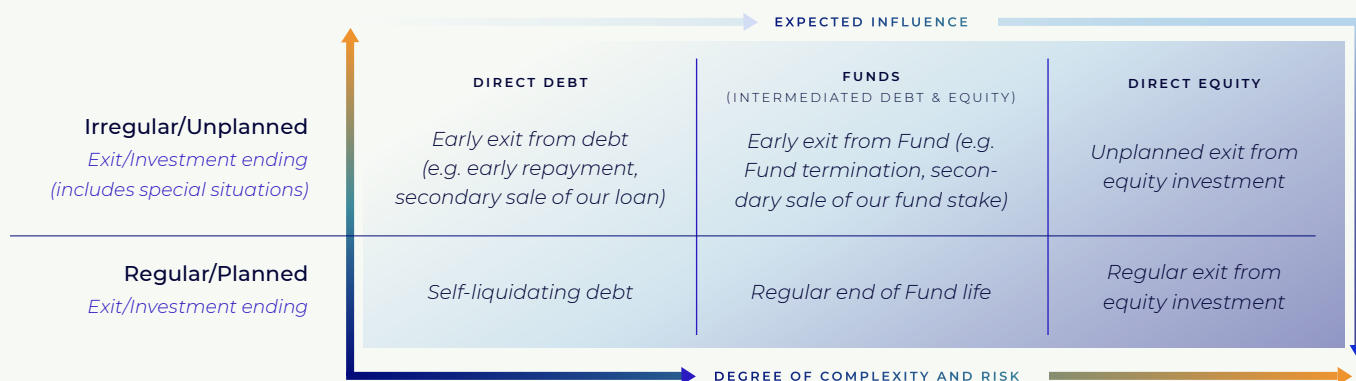 EXPECTED INFLUENCE
DIRECT DEBT
FUNDS
(INTERMEDIATED DEBT & EQUITY)
DIRECT EQUITY
Irregular/Unplanned
Exit/Investment ending
(includes special situations)
Early exit from debt
(e.g. early repayment,
secondary sale of our loan)
Early exit from Fund (e.g.
Fund termination, secon-
dary sale of our fund stake)
Unplanned exit from
equity investment
Regular/Planned
Exit/Investment ending
Self-liquidating debt
Regular end of Fund life
Regular exit from
equity investment
DEGREE OF COMPLEXITY AND RISK